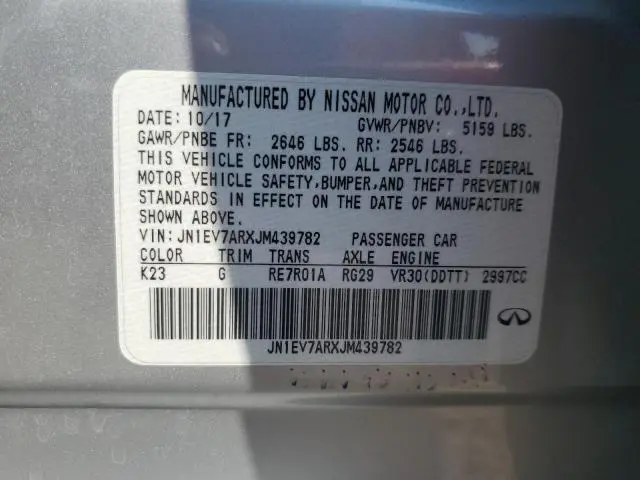 MANUFACTURED BY NISSAN MOTOR CO.,LTD.
DATE: 10/17 GVWR/PNBV: 5159 LBS.
GAWR/PNBE FR: 2646 LBS. RR: 2546 LBS.
THIS VEHICLE CONFORMS TO ALL APPLICABLE FEDERAL
MOTOR VEHICLE SAFETY,BUMPER,AND THEFT PREVENTION
STANDARDS IN EFFECT ON THE DATE OF MANUFACTURE
SHOWN ABOVE.
VIN: JN1EV7ARXJM439782 PASSENGER CAR
COLOR TRIM TRANS AXLE ENGINE
K23 G RE7R01A RG29 VR30(DDTT) 2997CC
JN1EV7ARXJM439782